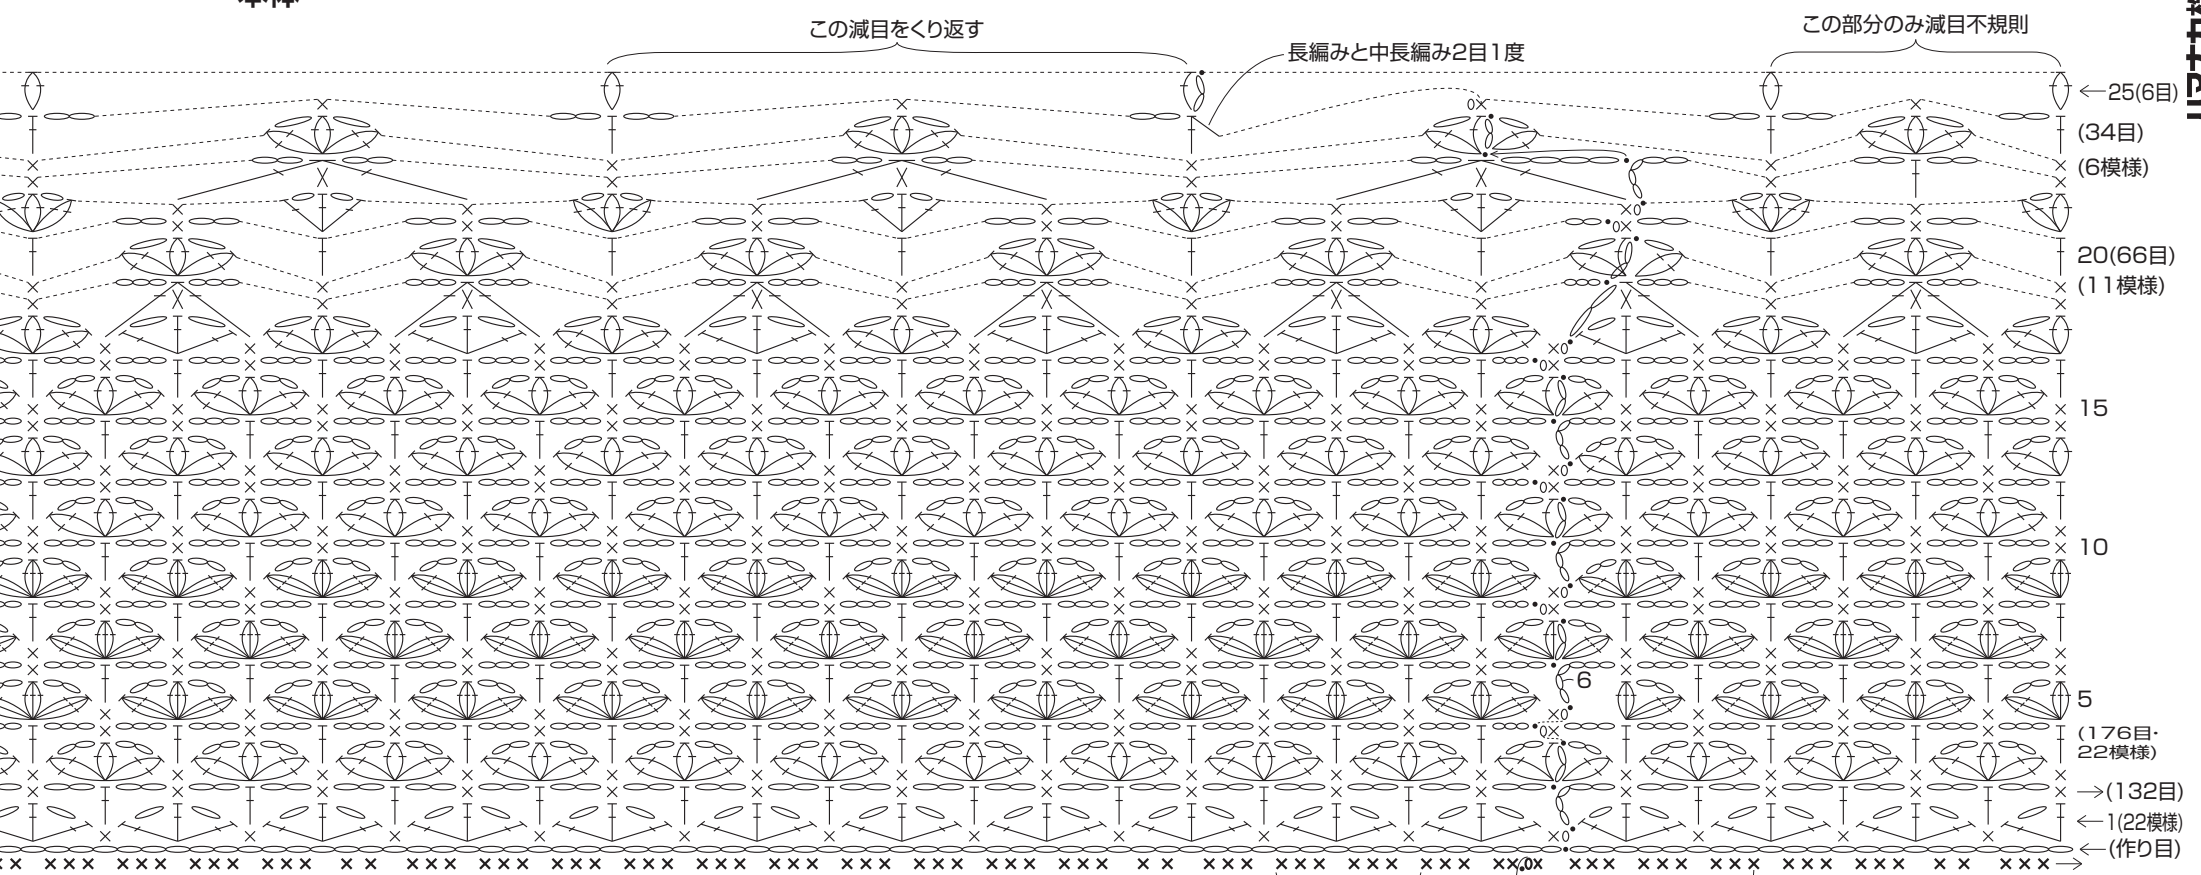 この減目をくり返す
この部分のみ減目不規則
長編みと中長編み2目1度
←25(6目)
(34目)
(6模様)
20(66目)
(11模様)
15
10
6
5
(176目・
22模様)
→(132目)
←1(22模様)
←(作り目)